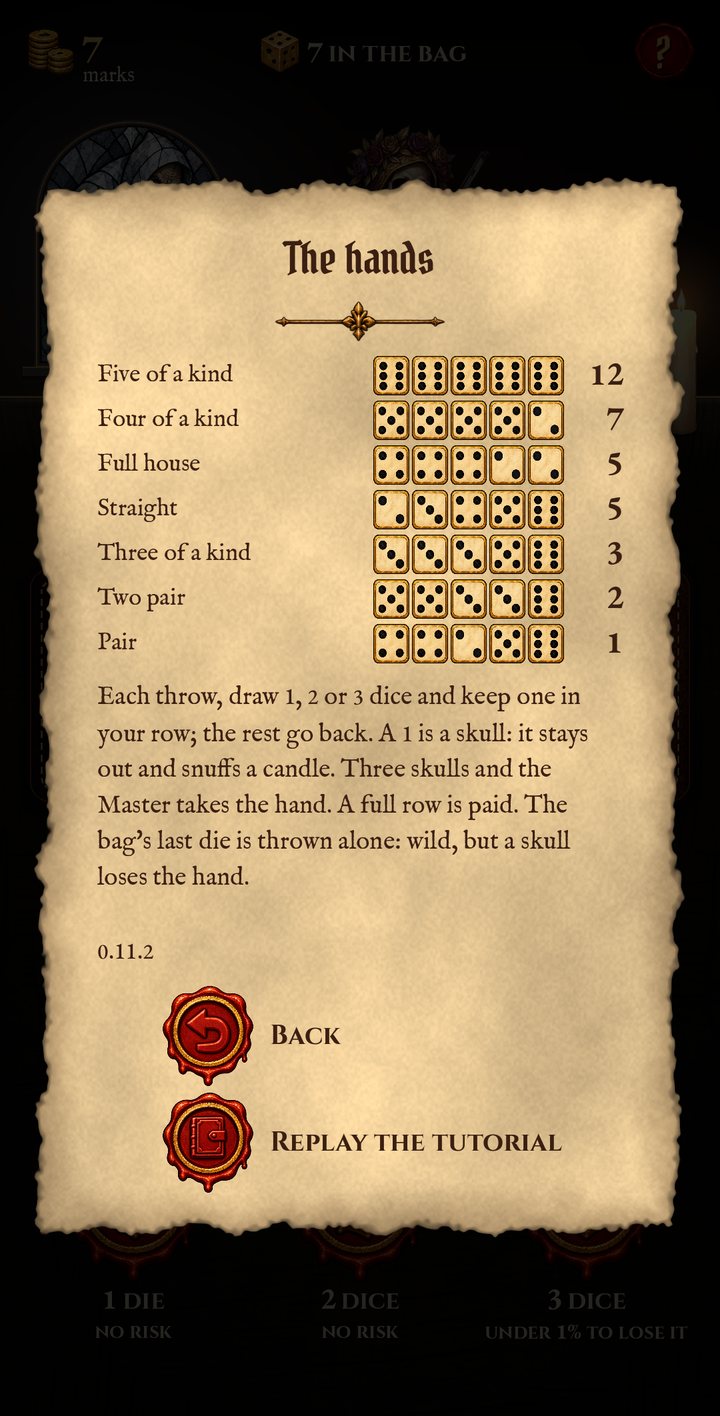 7
marks
7 IN THE BAG
?
The hands
Five of a kind 12
Four of a kind 7
Full house 5
Straight 5
Three of a kind 3
Two pair 2
Pair 1
Each throw, draw 1, 2 or 3 dice and keep one in
your row; the rest go back. A 1 is a skull: it stays
out and snuffs a candle. Three skulls and the
Master takes the hand. A full row is paid. The
bag’s last die is thrown alone: wild, but a skull
loses the hand.
0.11.2
BACK
REPLAY THE TUTORIAL
1 DIE
NO RISK
2 DICE
NO RISK
3 DICE
UNDER 1% TO LOSE IT